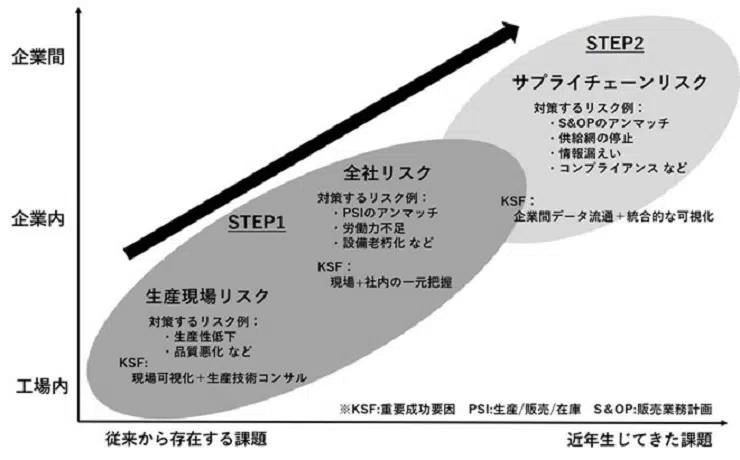 企業間
STEP2
サプライチェーンリスク
対策するリスク例：
・S&OPのアンマッチ
・供給網の停止
・情報漏えい
・コンプライアンス など
KSF：
企業間データ流通＋統合的な可視化
企業内
全社リスク
対策するリスク例：
・PSIのアンマッチ
・労働力不足
・設備老朽化 など
KSF：
現場+社内の一元把握
STEP1
生産現場リスク
対策するリスク例：
・生産性低下
・品質悪化 など
KSF:
現場可視化＋生産技術コンサル
工場内
※KSF:重要成功要因　PSI:生産/販売/在庫　S＆OP:販売業務計画
従来から存在する課題
近年生じてきた課題